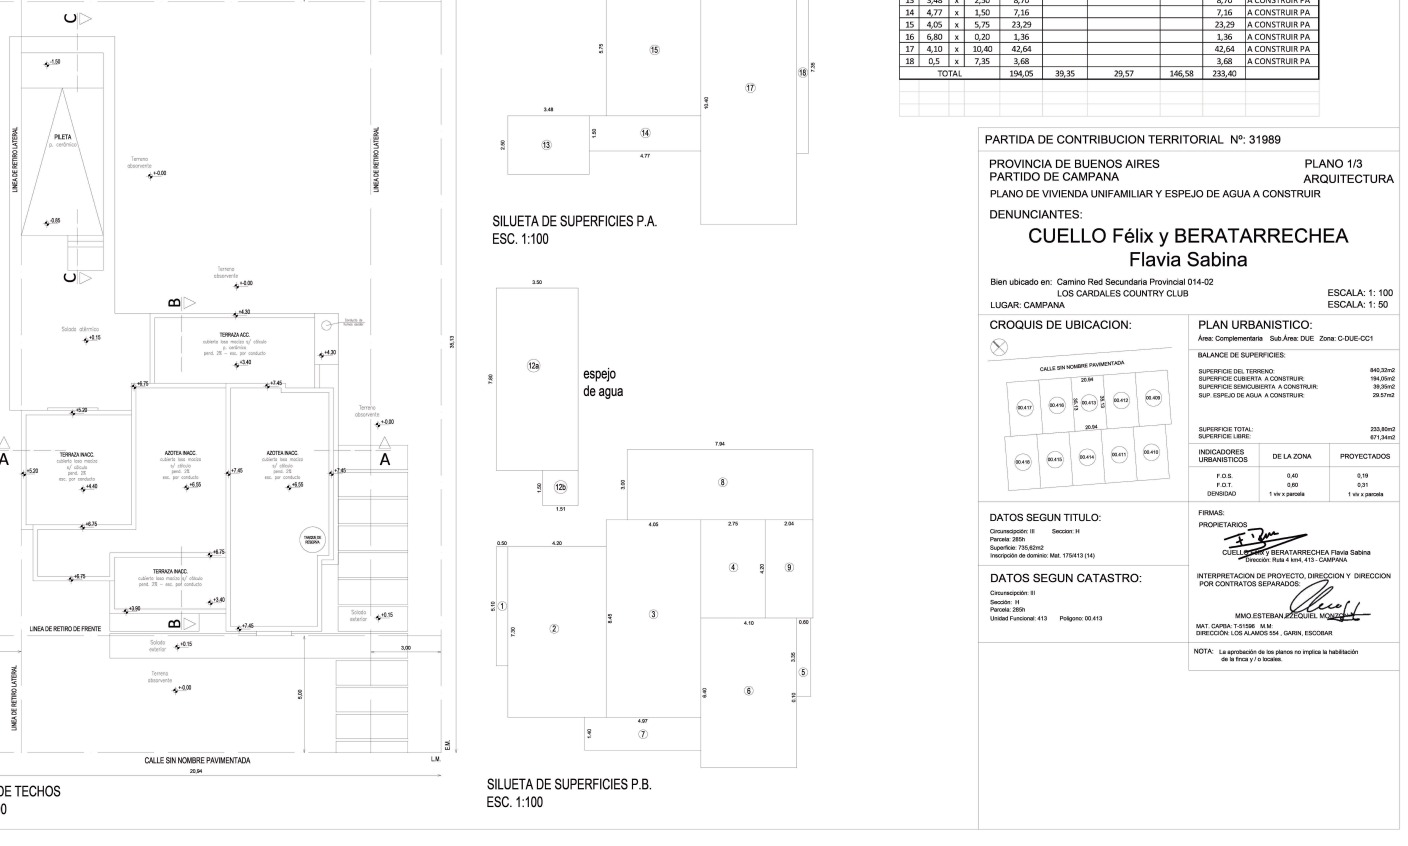 C
-1,50
LINEA DE RETIRO LATERAL
PILETA
p. cerámico
-0,85
C
Terreno
absorvente
+-0,00
LINEA DE RETIRO LATERAL
Terreno
absorvente
+-0,00
B
+4,30
Solado atérmico
+0,15
TERRAZA ACC.
cubierta losa maciza s/ cálculo
p. cerámico
pend. 2% - esc. por conducto
+3,40
+4,30
35,13
+6,75
+7,45
+5,20
Terreno
absorvente
+-0,00
A
A
TERRAZA INACC.
cubierta losa maciza
s/ cálculo
pend. 2%
esc. por conducto
+4,40
+5,20
AZOTEA INACC.
cubierta losa maciza
s/ cálculo
pend. 2%
esc. por conducto
+6,55
+7,45
AZOTEA INACC.
cubierta losa maciza
s/ cálculo
pend. 2%
esc. por conducto
+6,55
+7,45
+6,75
TANQUE DE
RESERVA
+6,75
TERRAZA INACC.
cubierta losa maciza s/ cálculo
pend. 2% - esc. por conducto
+6,75
+3,40
+3,90
B
+7,45
Solado
exterior
+0,15
LINEA DE RETIRO DE FRENTE
Solado
exterior
+0,15
3,00
Terreno
absorvente
+-0,00
5,00
LINEA DE RETIRO LATERAL
E.M.
L.M.
CALLE SIN NOMBRE PAVIMENTADA
20,94
DE TECHOS
5.75
15
17
18
7.35
10.40
3.48
2.50
13
1.50
14
4.77
SILUETA DE SUPERFICIES P.A.
ESC. 1:100
3.50
7.80
12a
espejo
de agua
1.50
12b
1.51
7.94
3.00
8
4.05
2.75
2.04
0.50
4.20
4
4.20
9
5.10
1
2
7.30
3
8.45
4.10
0.60
3.35
5
0.10
6.40
6
4.97
1.40
7
SILUETA DE SUPERFICIES P.B.
ESC. 1:100
13 3,48 x 2,50 8,70 8,70 A CONSTRUIR PA
14 4,77 x 1,50 7,16 7,16 A CONSTRUIR PA
15 4,05 x 5,75 23,29 23,29 A CONSTRUIR PA
16 6,80 x 0,20 1,36 1,36 A CONSTRUIR PA
17 4,10 x 10,40 42,64 42,64 A CONSTRUIR PA
18 0,5 x 7,35 3,68 3,68 A CONSTRUIR PA
TOTAL 194,05 39,35 29,57 146,58 233,40
PARTIDA DE CONTRIBUCION TERRITORIAL Nº: 31989
PROVINCIA DE BUENOS AIRES PLANO 1/3
PARTIDO DE CAMPANA ARQUITECTURA
PLANO DE VIVIENDA UNIFAMILIAR Y ESPEJO DE AGUA A CONSTRUIR
DENUNCIANTES:
CUELLO Félix y BERATARRECHEA
Flavia Sabina
Bien ubicado en: Camino Red Secundaria Provincial 014-02
LOS CARDALES COUNTRY CLUB ESCALA: 1: 100
LUGAR: CAMPANA ESCALA: 1: 50
CROQUIS DE UBICACION:
CALLE SIN NOMBRE PAVIMENTADA
20.94
00.417
00.416
35.13
00.413
35.13
00.412
00.409
20.94
00.418
00.415
00.414
00.411
00.410
PLAN URBANISTICO:
Área: Complementaria Sub.Área: DUE Zona: C-DUE-CC1
BALANCE DE SUPERFICIES:
SUPERFICIE DEL TERRENO: 840,32m2
SUPERFICIE CUBIERTA A CONSTRUIR: 194,05m2
SUPERFICIE SEMICUBIERTA A CONSTRUIR: 39,35m2
SUP. ESPEJO DE AGUA A CONSTRUIR: 29.57m2
SUPERFICIE TOTAL: 233,80m2
SUPERFICIE LIBRE: 671,34m2
INDICADORES
URBANISTICOS DE LA ZONA PROYECTADOS
F.O.S. 0,40 0,19
F.O.T. 0,60 0,31
DENSIDAD 1 viv x parcela 1 viv x parcela
DATOS SEGUN TITULO:
Circunscipción: III Seccion: H
Parcela: 285h
Superficie: 735,62m2
Inscripción de dominio: Mat. 175/413 (14)
DATOS SEGUN CATASTRO:
Circunscipción: III
Sección: H
Parcela: 285h
Unidad Funcional: 413 Poligono: 00.413
FIRMAS:
PROPIETARIOS
CUELLO Félix y BERATARRECHEA Flavia Sabina
Dirección: Ruta 4 km4, 413 - CAMPANA
INTERPRETACION DE PROYECTO, DIRECCION Y DIRECCION
POR CONTRATOS SEPARADOS:
MMO.ESTEBAN EZEQUIEL MONZON
MAT. CAPBA: T-51596 M.M:
DIRECCIÓN: LOS ALAMOS 554 , GARIN, ESCOBAR
NOTA: La aprobación de los planos no implica la habilitación
de la finca y / o locales.